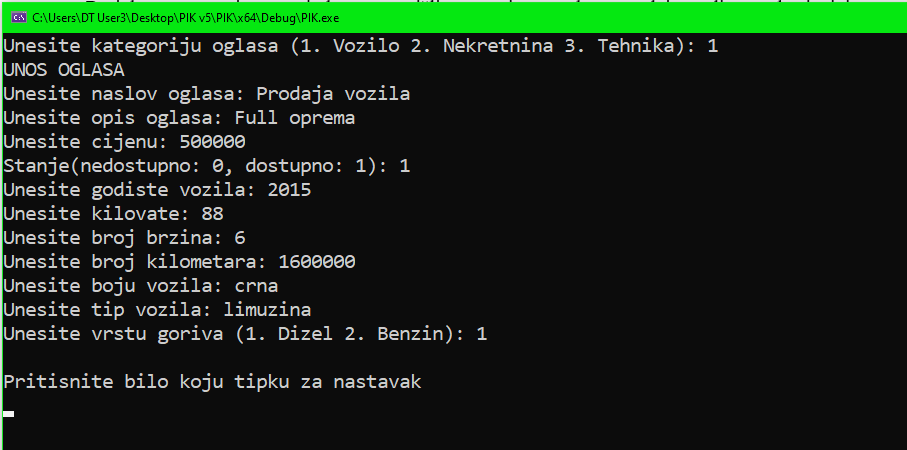 C:\Users\DT User3\Desktop\PIK v5\PIK\x64\Debug\PIK.exe
Unesite kategoriju oglasa (1. Vozilo 2. Nekretnina 3. Tehnika): 1
UNOS OGLASA
Unesite naslov oglasa: Prodaja vozila
Unesite opis oglasa: Full oprema
Unesite cijenu: 500000
Stanje(nedostupno: 0, dostupno: 1): 1
Unesite godiste vozila: 2015
Unesite kilovate: 88
Unesite broj brzina: 6
Unesite broj kilometara: 1600000
Unesite boju vozila: crna
Unesite tip vozila: limuzina
Unesite vrstu goriva (1. Dizel 2. Benzin): 1
Pritisnite bilo koju tipku za nastavak